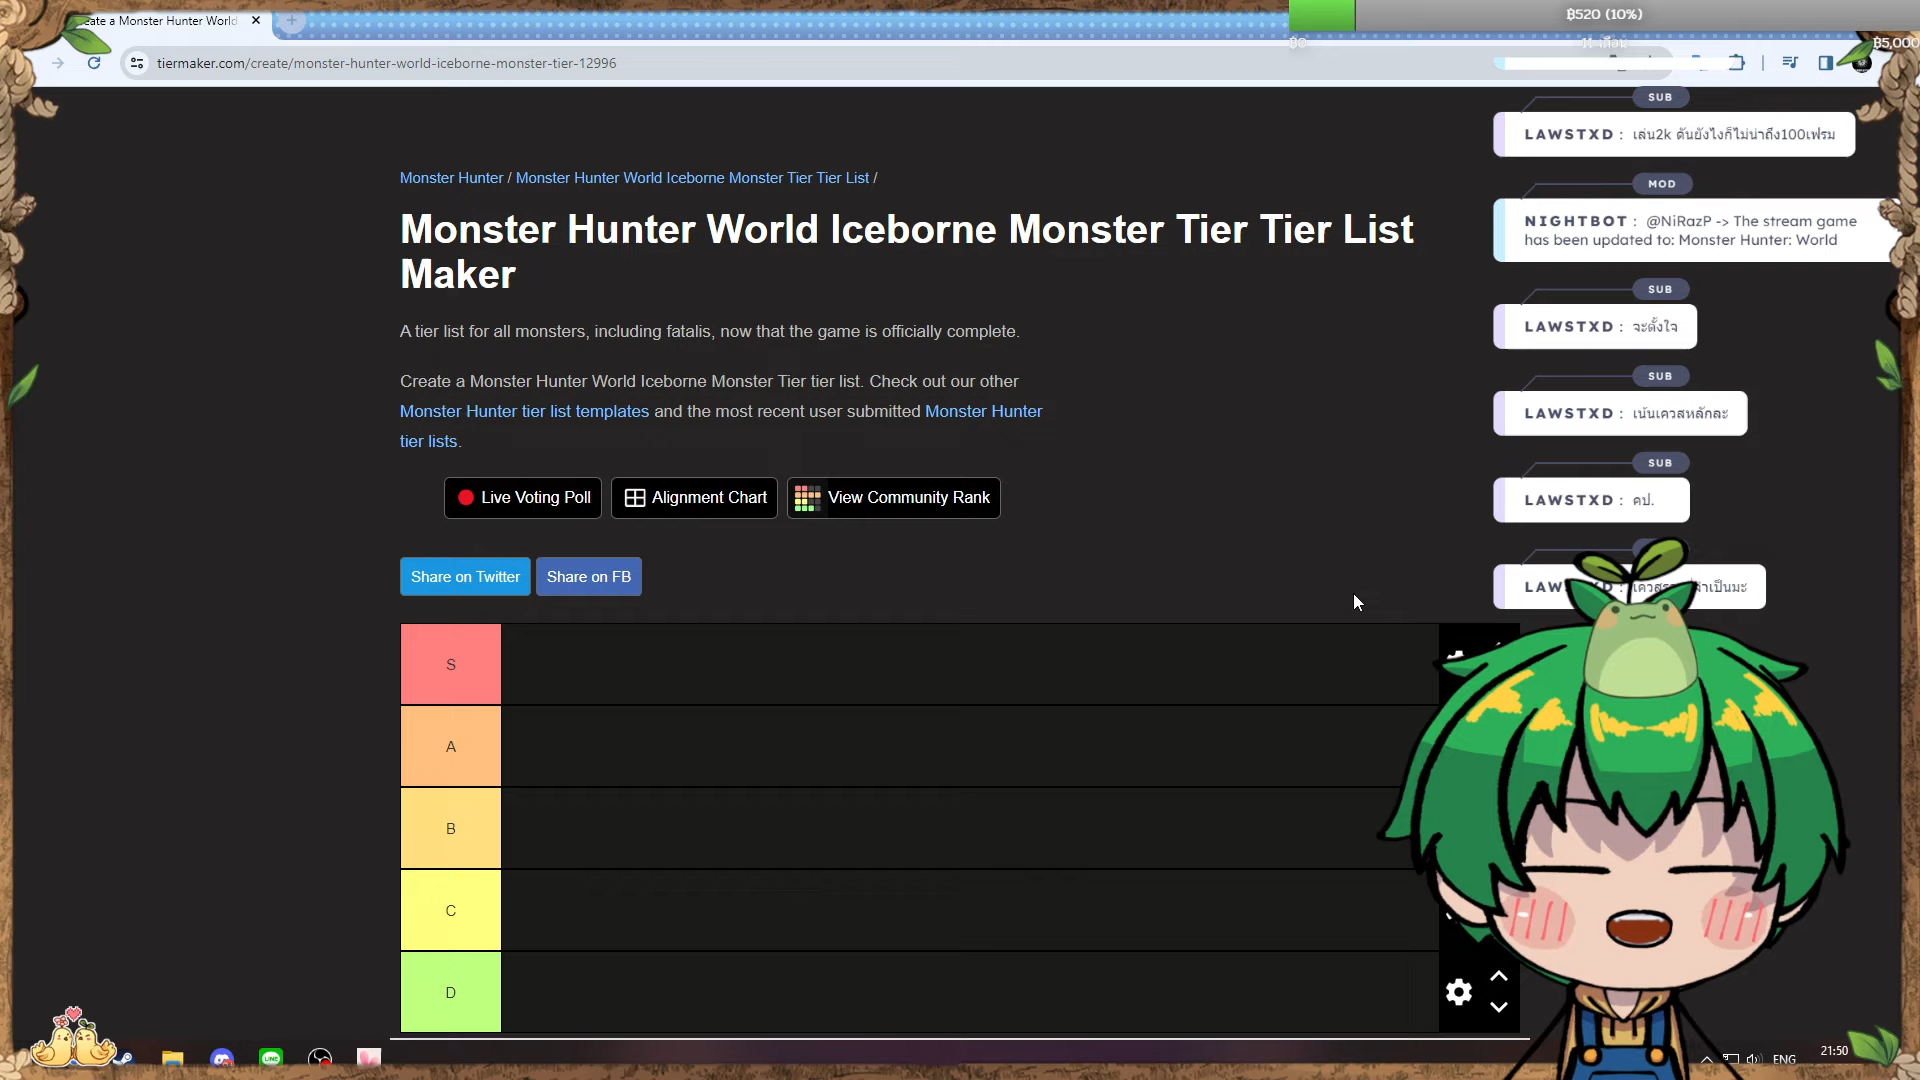 eate a Monster Hunter World
tiermaker.com/create/monster-hunter-world-iceborne-monster-tier-12996
฿520 (10%)
฿0
฿5,000
SUB
LAWSTXD : เล่น2k ดันยังไงก็ไม่น่าถึง100เฟรม
MOD
NIGHTBOT : @NiRazP -> The stream game
has been updated to: Monster Hunter: World
SUB
LAWSTXD : จะตั้งใจ
SUB
LAWSTXD : เน้นเควสหลักละ
SUB
LAWSTXD : คป.
Monster Hunter / Monster Hunter World Iceborne Monster Tier Tier List /
Monster Hunter World Iceborne Monster Tier Tier List
Maker
A tier list for all monsters, including fatalis, now that the game is officially complete.
Create a Monster Hunter World Iceborne Monster Tier tier list. Check out our other
Monster Hunter tier list templates and the most recent user submitted Monster Hunter
tier lists.
Live Voting Poll
Alignment Chart
View Community Rank
Share on Twitter
Share on FB
S
A
B
C
D
LINE
ENG
21:50